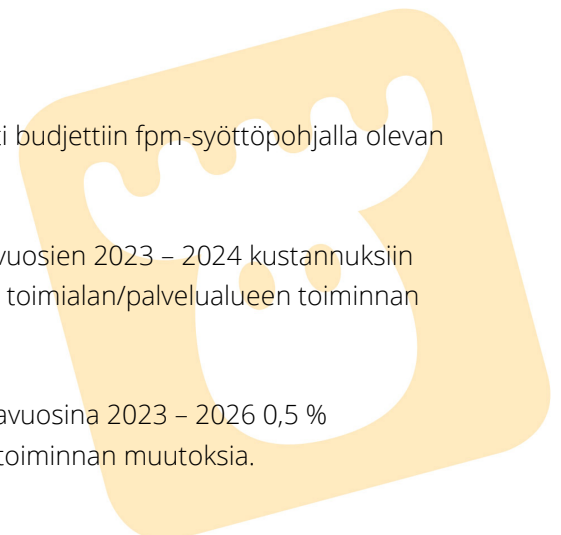 i budjettiin fpm-syöttöpohjalla olevan
vuosien 2023 – 2024 kustannuksiin
toimialan/palvelualueen toiminnan
avuosina 2023 – 2026 0,5 %
toiminnan muutoksia.